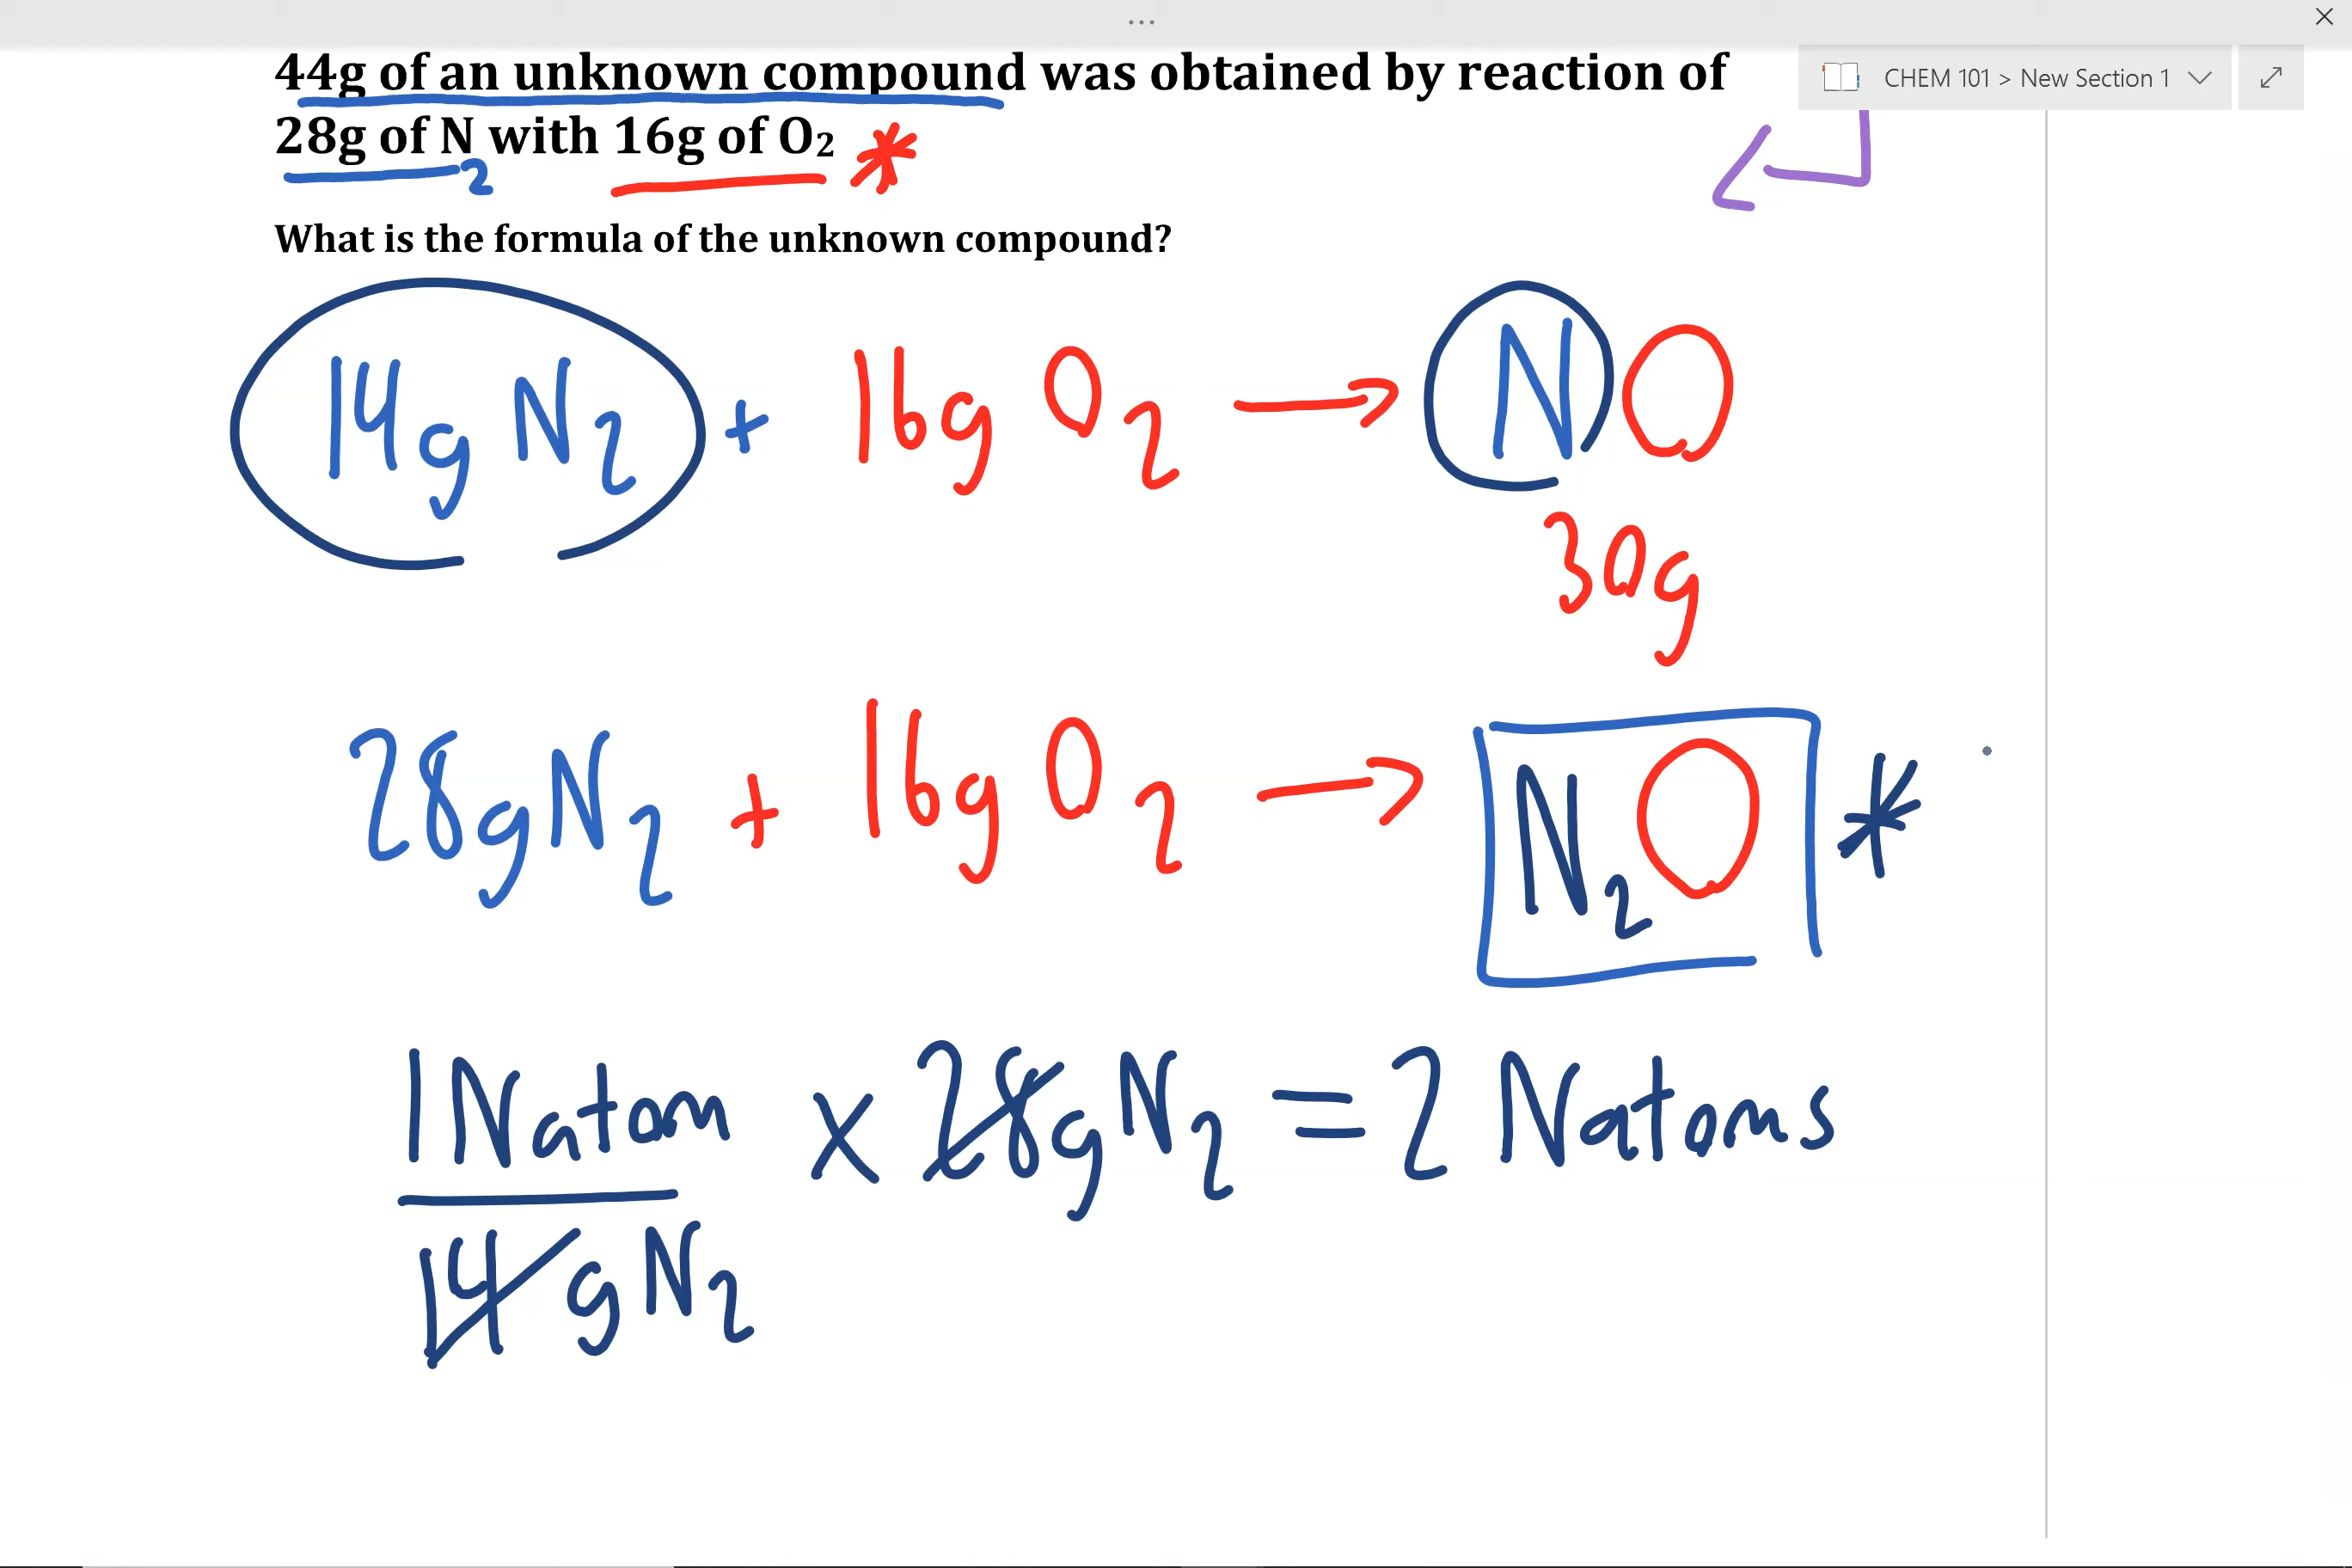 CHEM 101 > New Section 1
44g of an unknown compound was obtained by reaction of
28g of N₂ with 16g of O₂ *
What is the formula of the unknown compound?
14g N₂ + 16g O₂ → NO
30g
28g N₂ + 16g O₂ → N₂O *
1 N atom × 28g N₂ = 2 N atoms
14 g N₂